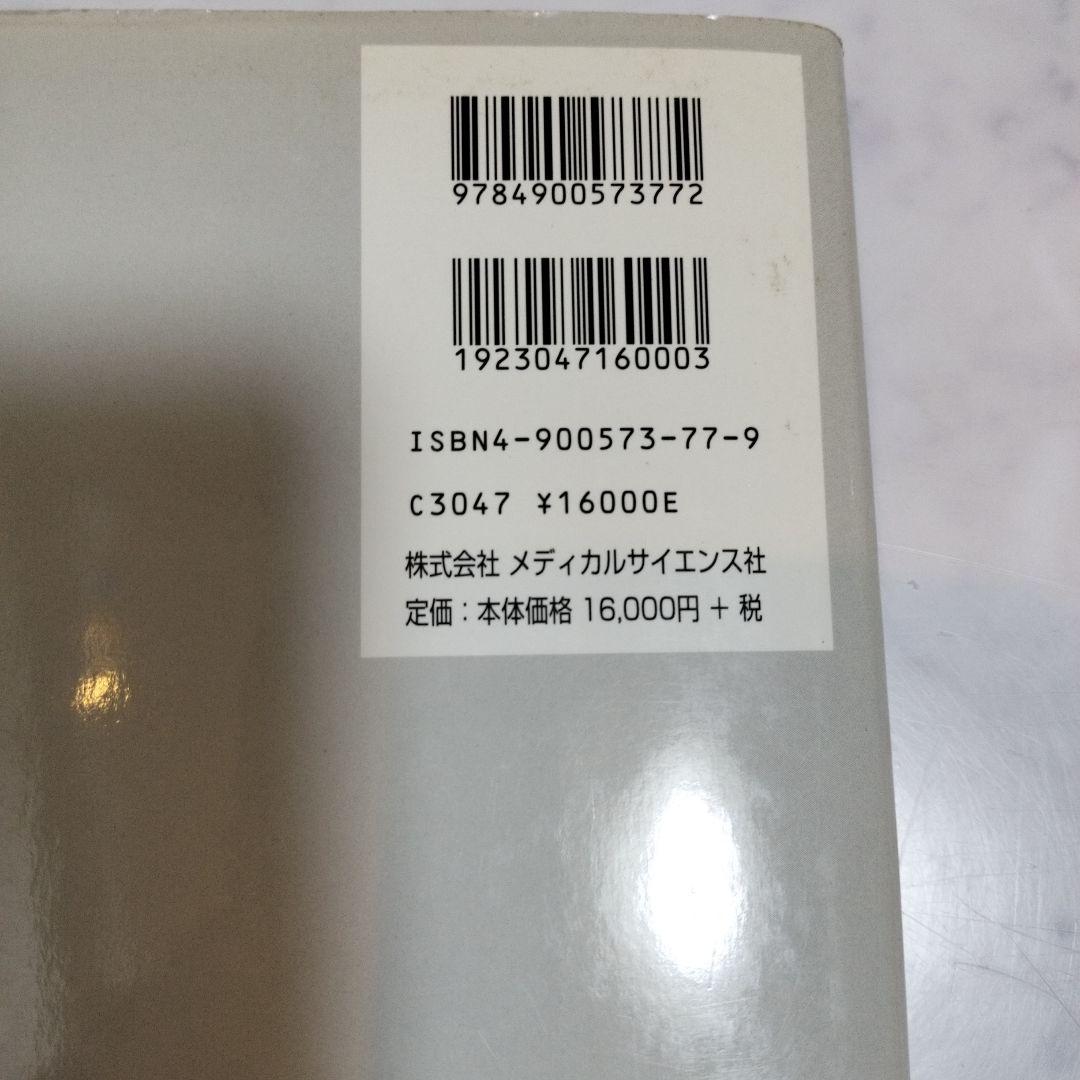 9784900573772
1923047160003
ISBN4-900573-77-9
C3047 ¥16000E
株式会社 メディカルサイエンス社
定価：本体価格 16,000円 + 税